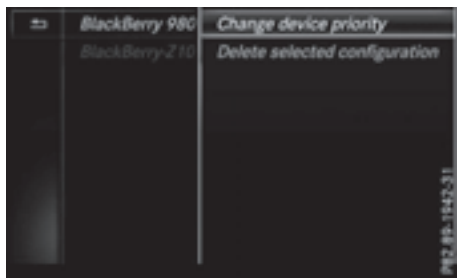 BlackBerry 980 Change device priority
BlackBerry-Z10 Delete selected configuration
P82.89-1942-31